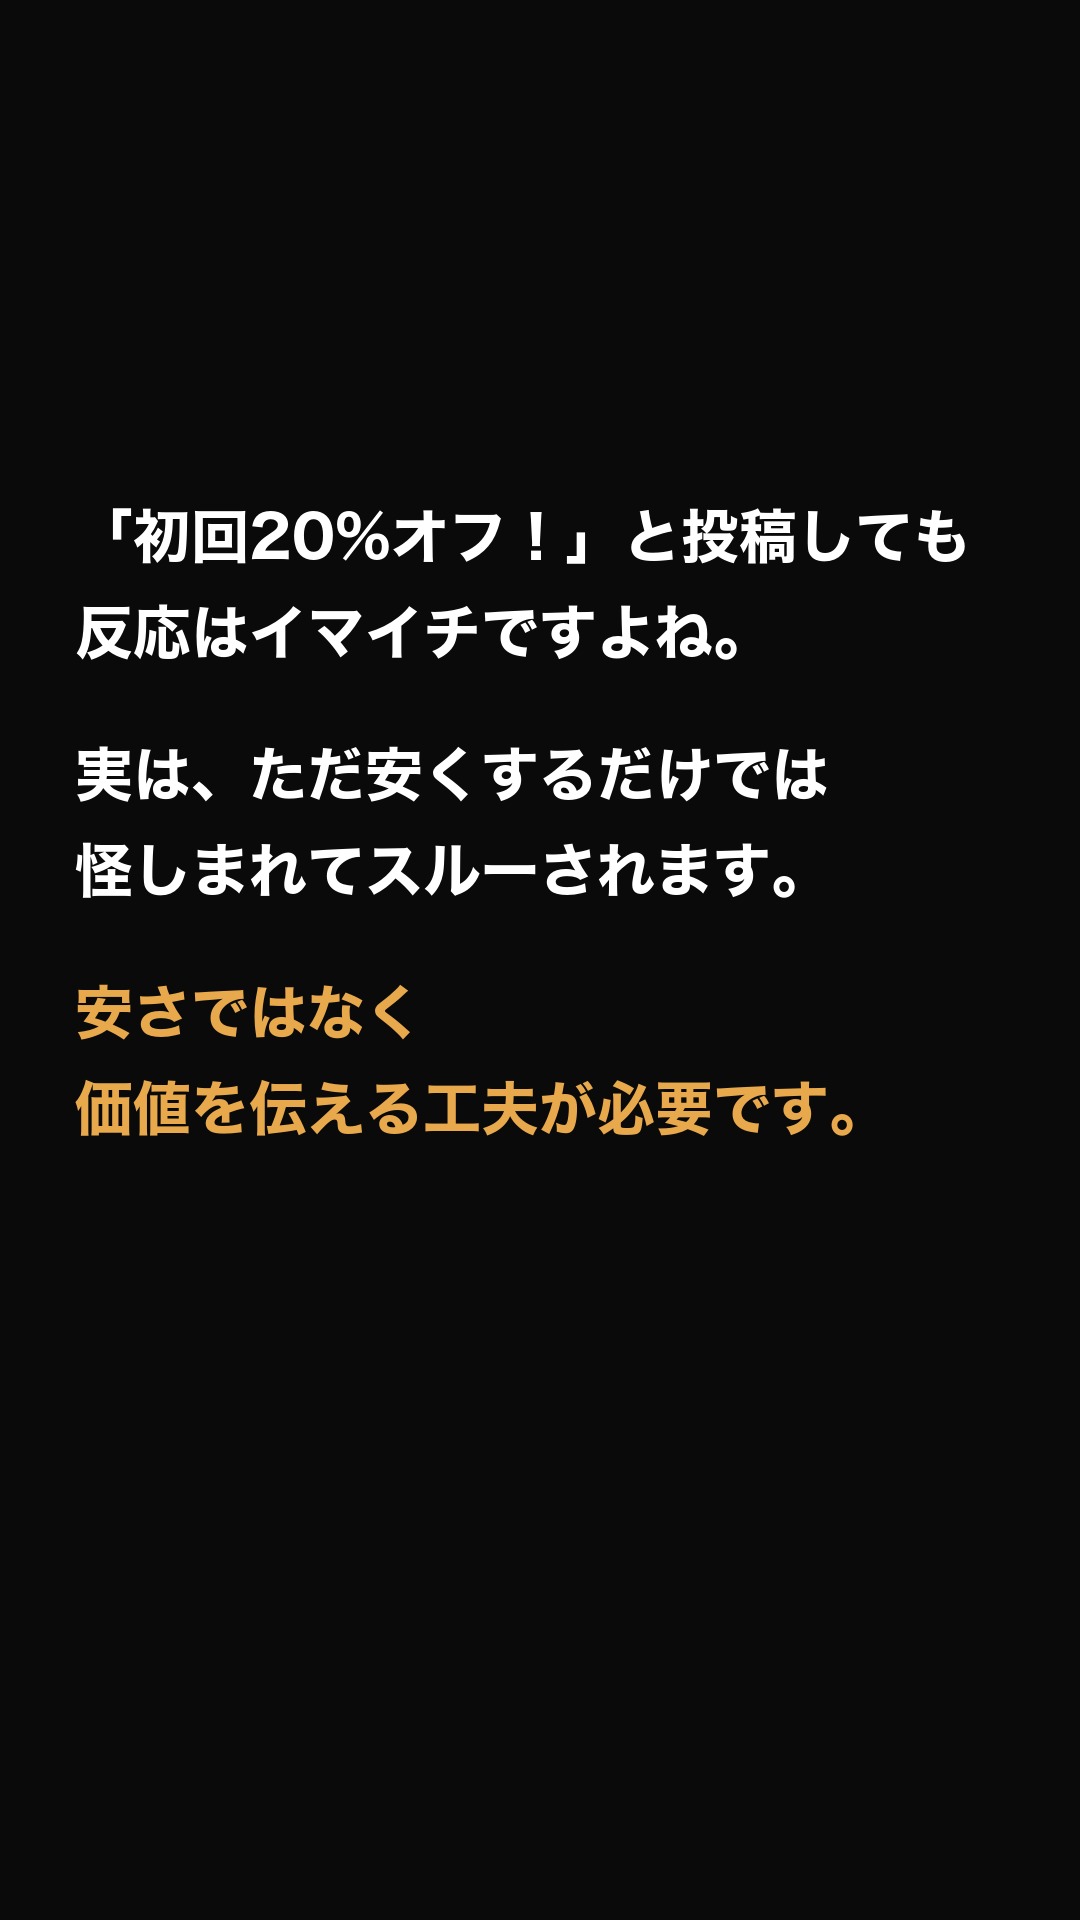 「初回20%オフ！」と投稿しても
反応はイマイチですよね。
実は、ただ安くするだけでは
怪しまれてスルーされます。
安さではなく
価値を伝える工夫が必要です。